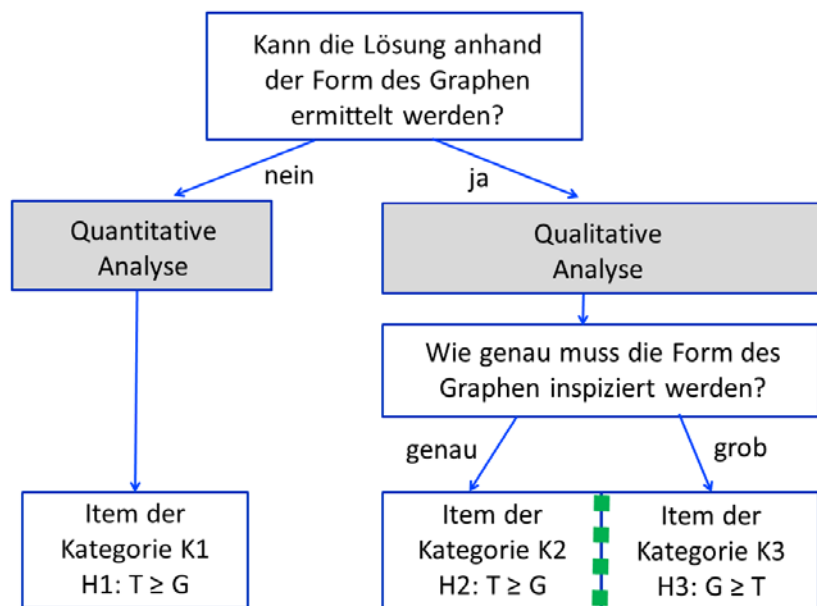 Kann die Lösung anhand
der Form des Graphen
ermittelt werden?
nein
ja
Quantitative
Analyse
Qualitative
Analyse
Wie genau muss die Form des
Graphen inspiziert werden?
genau
grob
Item der
Kategorie K1
H1: T ≥ G
Item der
Kategorie K2
H2: T ≥ G
Item der
Kategorie K3
H3: G ≥ T